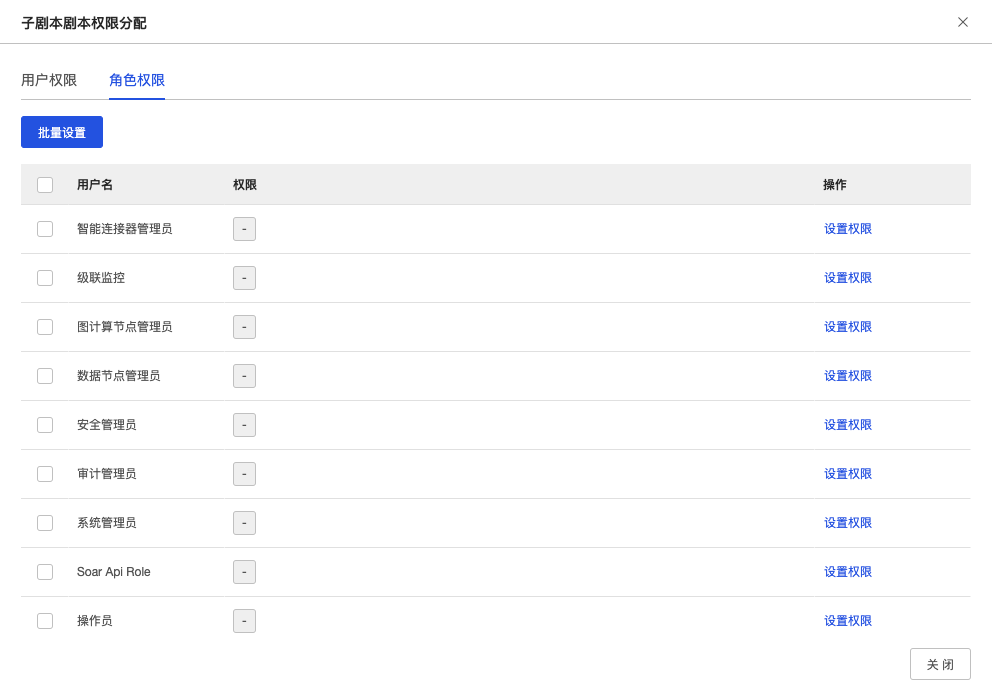 子剧本剧本权限分配
用户权限 角色权限
批量设置
用户名 权限 操作
智能连接器管理员 - 设置权限
级联监控 - 设置权限
图计算节点管理员 - 设置权限
数据节点管理员 - 设置权限
安全管理员 - 设置权限
审计管理员 - 设置权限
系统管理员 - 设置权限
Soar Api Role - 设置权限
操作员 - 设置权限
关 闭